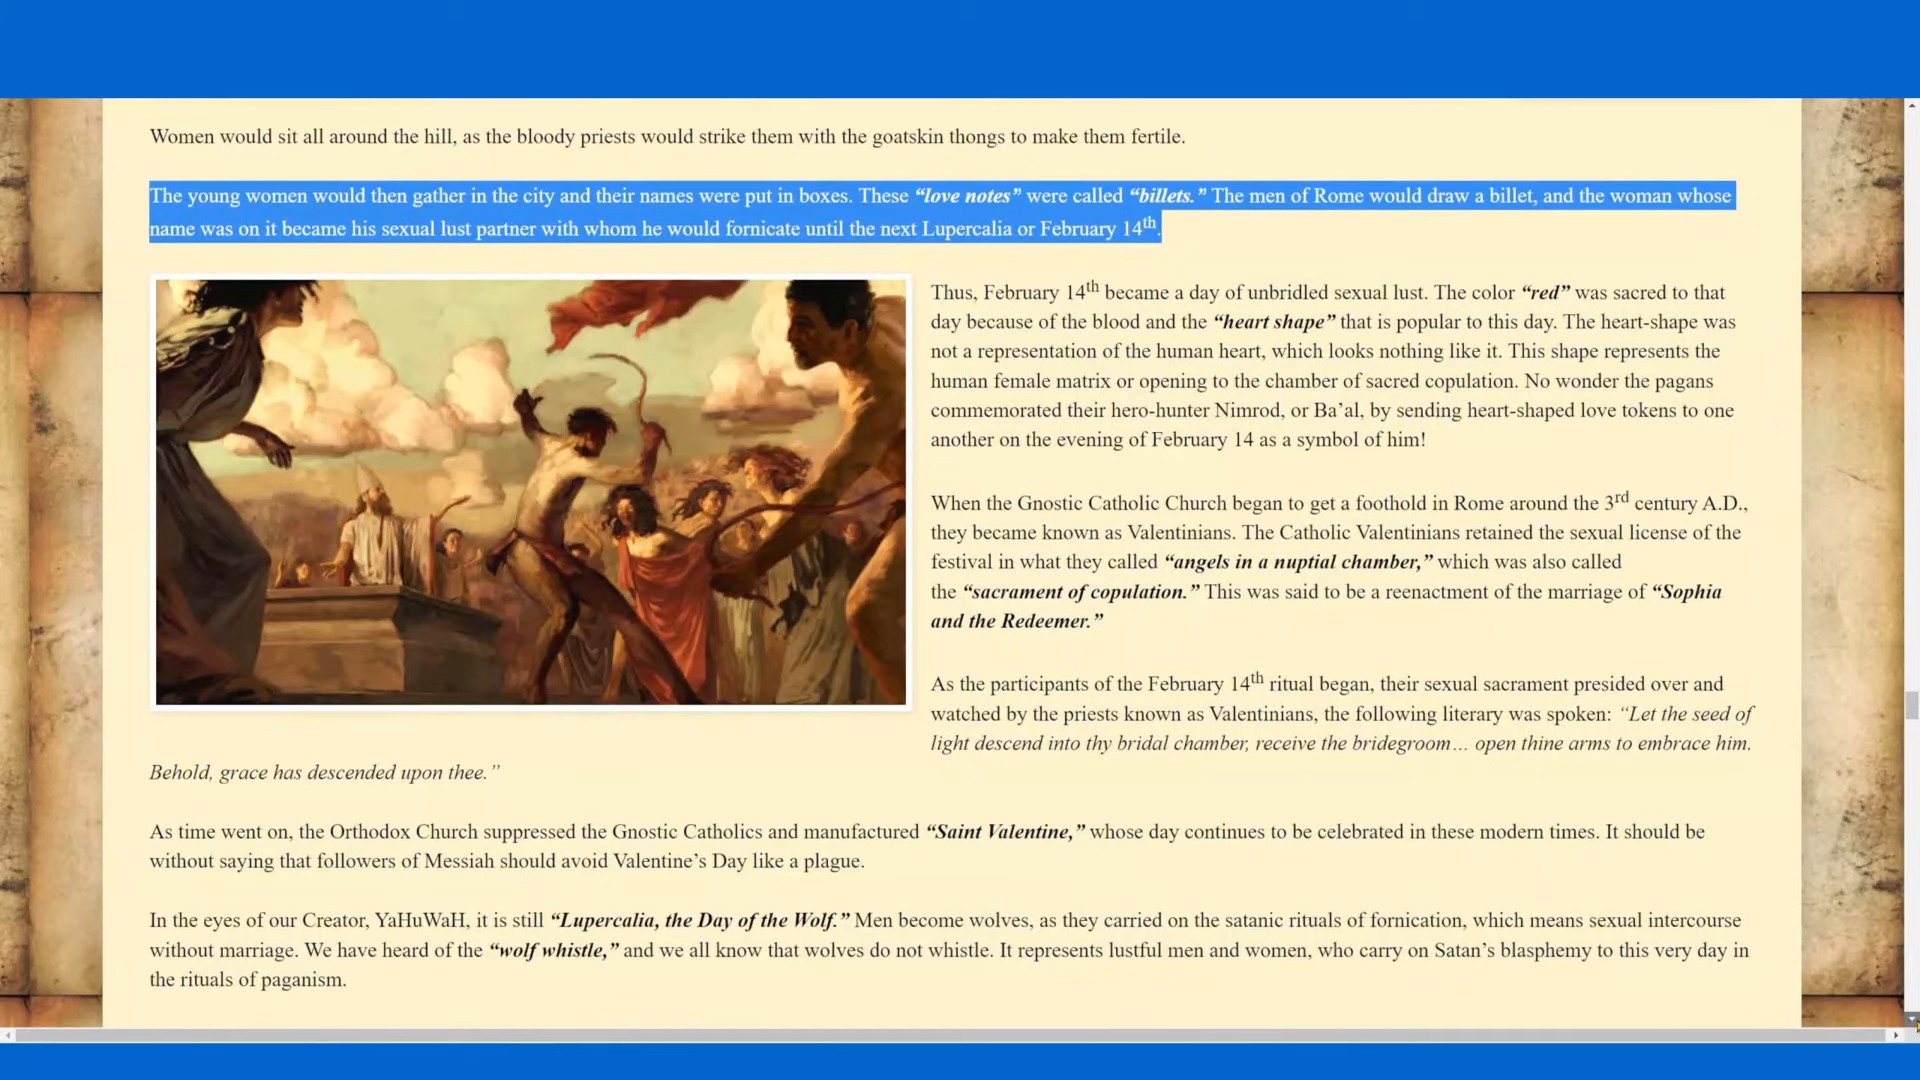 Women would sit all around the hill, as the bloody priests would strike them with the goatskin thongs to make them fertile.
The young women would then gather in the city and their names were put in boxes. These “love notes” were called “billets.” The men of Rome would draw a billet, and the woman whose
name was on it became his sexual lust partner with whom he would fornicate until the next Lupercalia or February 14th.
Thus, February 14th became a day of unbridled sexual lust. The color “red” was sacred to that
day because of the blood and the “heart shape” that is popular to this day. The heart-shape was
not a representation of the human heart, which looks nothing like it. This shape represents the
human female matrix or opening to the chamber of sacred copulation. No wonder the pagans
commemorated their hero-hunter Nimrod, or Ba’al, by sending heart-shaped love tokens to one
another on the evening of February 14 as a symbol of him!
When the Gnostic Catholic Church began to get a foothold in Rome around the 3rd century A.D.,
they became known as Valentinians. The Catholic Valentinians retained the sexual license of the
festival in what they called “angels in a nuptial chamber,” which was also called
the “sacrament of copulation.” This was said to be a reenactment of the marriage of “Sophia
and the Redeemer.”
As the participants of the February 14th ritual began, their sexual sacrament presided over and
watched by the priests known as Valentinians, the following literary was spoken: “Let the seed of
light descend into thy bridal chamber, receive the bridegroom… open thine arms to embrace him.
Behold, grace has descended upon thee.”
As time went on, the Orthodox Church suppressed the Gnostic Catholics and manufactured “Saint Valentine,” whose day continues to be celebrated in these modern times. It should be
without saying that followers of Messiah should avoid Valentine’s Day like a plague.
In the eyes of our Creator, YaHuWaH, it is still “Lupercalia, the Day of the Wolf.” Men become wolves, as they carried on the satanic rituals of fornication, which means sexual intercourse
without marriage. We have heard of the “wolf whistle,” and we all know that wolves do not whistle. It represents lustful men and women, who carry on Satan’s blasphemy to this very day in
the rituals of paganism.